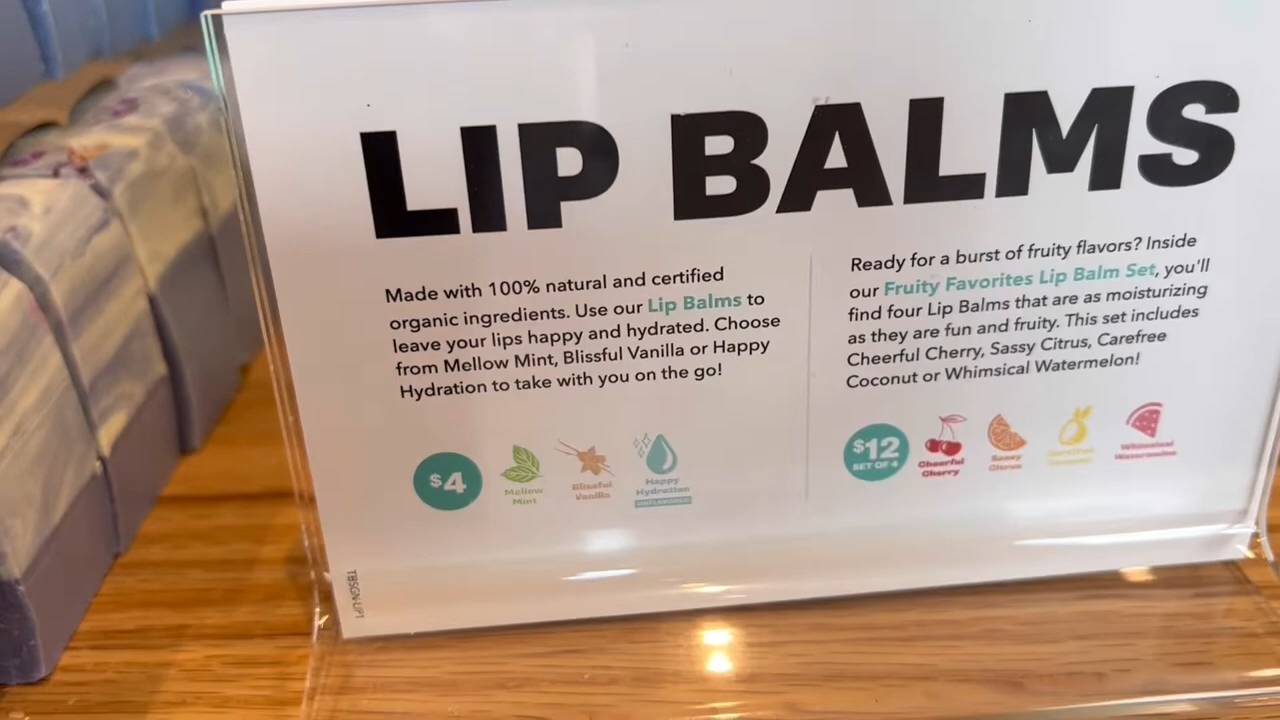 LIP BALMS
Made with 100% natural and certified
organic ingredients. Use our Lip Balms to
leave your lips happy and hydrated. Choose
from Mellow Mint, Blissful Vanilla or Happy
Hydration to take with you on the go!
$4
Mellow
Mint
Blissful
Vanilla
Happy
Hydration
UNFLAVORED
Ready for a burst of fruity flavors? Inside
our Fruity Favorites Lip Balm Set, you'll
find four Lip Balms that are as moisturizing
as they are fun and fruity. This set includes
Cheerful Cherry, Sassy Citrus, Carefree
Coconut or Whimsical Watermelon!
$12
SET OF 4
Cheerful
Cherry
Sassy
Citrus
Carefree
Coconut
Whimsical
Watermelon
TBSGN-LIP1